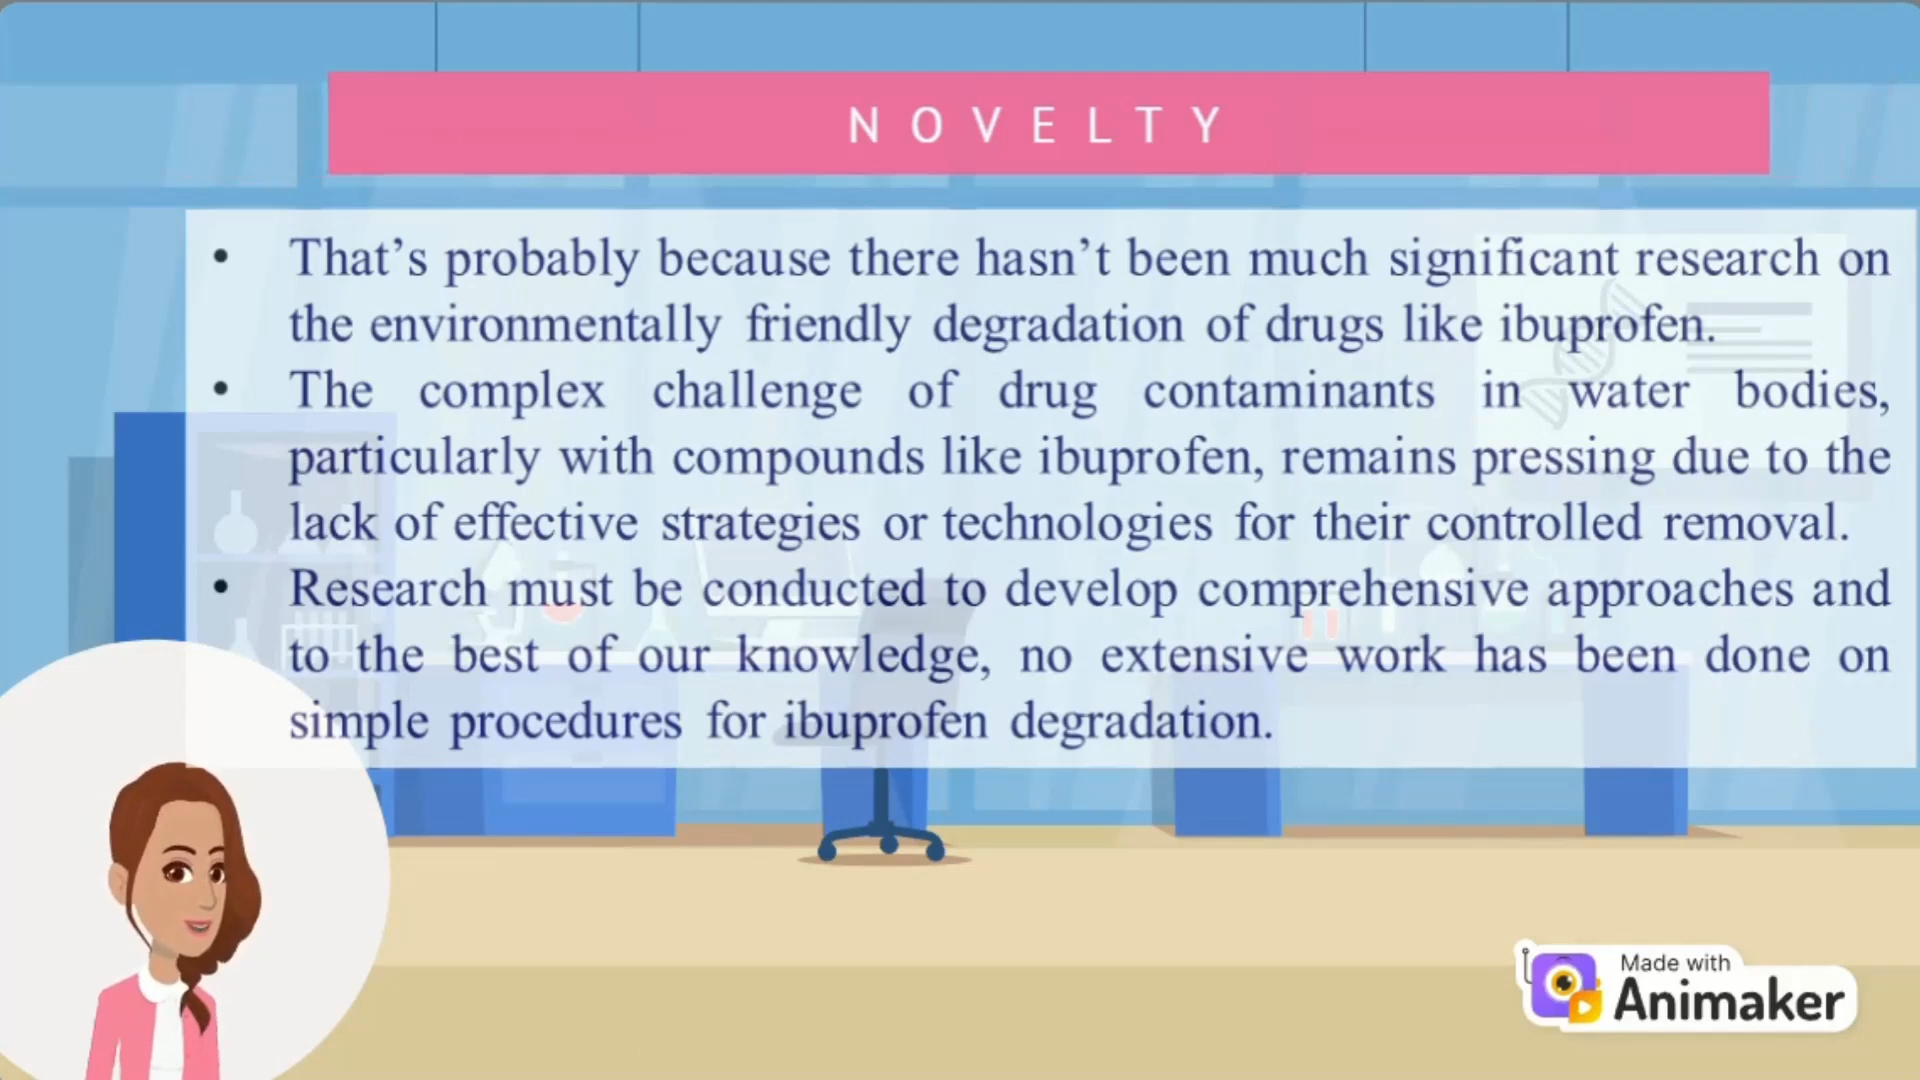 NOVELTY
• That’s probably because there hasn’t been much significant research on
the environmentally friendly degradation of drugs like ibuprofen.
• The complex challenge of drug contaminants in water bodies,
particularly with compounds like ibuprofen, remains pressing due to the
lack of effective strategies or technologies for their controlled removal.
• Research must be conducted to develop comprehensive approaches and
to the best of our knowledge, no extensive work has been done on
simple procedures for ibuprofen degradation.
Made with
Animaker